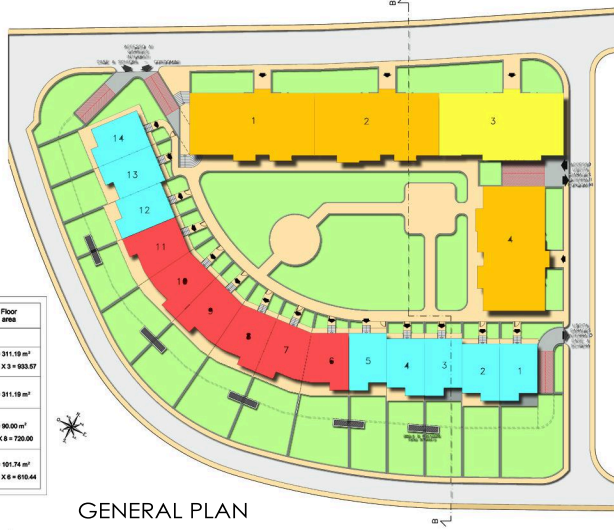 B
1
2
3
14
13
12
11
10
9
8
7
6
5
4
3
2
1
4
Floor
area
311.19 m²
X 3 = 933.57
311.19 m²
90.00 m²
X 8 = 720.00
101.74 m²
X 6 = 610.44
GENERAL PLAN
B